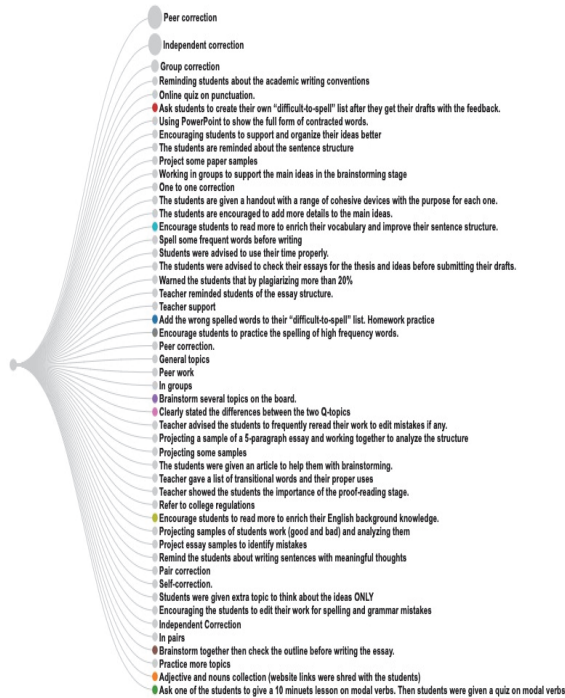 Peer correction
Independent correction
Group correction
Reminding students about the academic writing conventions
Online quiz on punctuation.
Ask students to create their own “difficult-to-spell” list after they get their drafts with the feedback.
Using PowerPoint to show the full form of contracted words.
Encouraging students to support and organize their ideas better
The students are reminded about the sentence structure
Project some paper samples
Working in groups to support the main ideas in the brainstorming stage
One to one correction
The students are given a handout with a range of cohesive devices with the purpose for each one.
The students are encouraged to add more details to the main ideas.
Encourage students to read more to enrich their vocabulary and improve their sentence structure.
Spell some frequent words before writing
Students were advised to use their time properly.
The students were advised to check their essays for the thesis and ideas before submitting their drafts.
Warned the students that by plagiarizing more than 20%
Teacher reminded students of the essay structure.
Teacher support
Add the wrong spelled words to their “difficult-to-spell” list. Homework practice
Encourage students to practice the spelling of high frequency words.
Peer correction.
General topics
Peer work
In groups
Brainstorm several topics on the board.
Clearly stated the differences between the two Q-topics
Teacher advised the students to frequently reread their work to edit mistakes if any.
Projecting a sample of a 5-paragraph essay and working together to analyze the structure
Projecting some samples
The students were given an article to help them with brainstorming.
Teacher gave a list of transitional words and their proper uses
Teacher showed the students the importance of the proof-reading stage.
Refer to college regulations
Encourage students to read more to enrich their English background knowledge.
Projecting samples of students work (good and bad) and analyzing them
Project essay samples to identify mistakes
Remind the students about writing sentences with meaningful thoughts
Pair correction
Self-correction.
Students were given extra topic to think about the ideas ONLY
Encouraging the students to edit their work for spelling and grammar mistakes
Independent Correction
In pairs
Brainstorm together then check the outline before writing the essay.
Practice more topics
Adjective and nouns collection (website links were shred with the students)
Ask one of the students to give a 10 minuets lesson on modal verbs. Then students were given a quiz on modal verbs